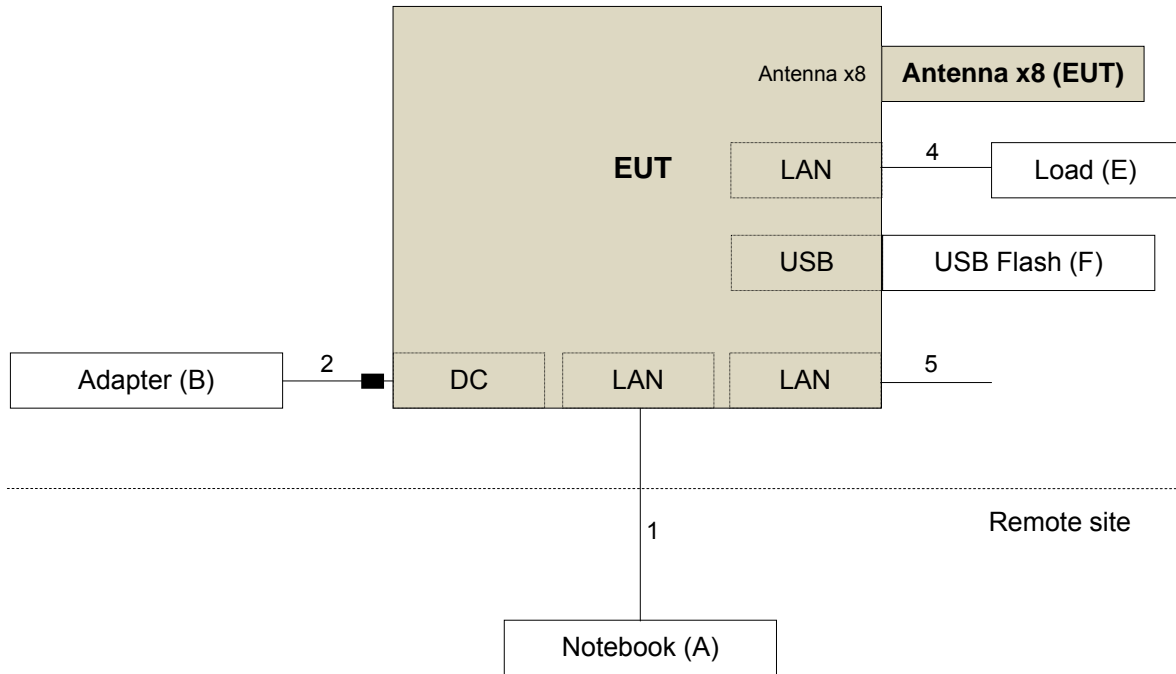 Antenna x8
Antenna x8 (EUT)
EUT
LAN
4
Load (E)
USB
USB Flash (F)
Adapter (B)
2
DC
LAN
LAN
5
1
Remote site
Notebook (A)